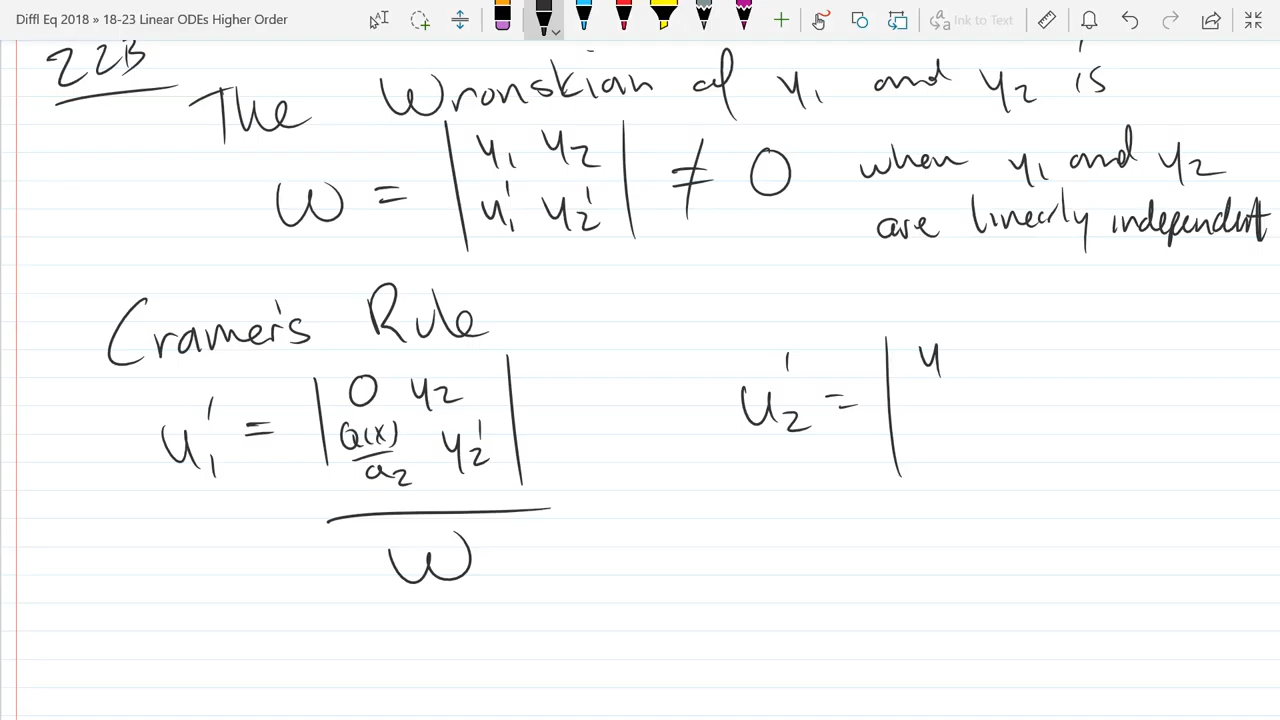 Diffl Eq 2018 » 18-23 Linear ODEs Higher Order
Ink to Text
22B
The Wronskian of y₁ and y₂ is
W = | y₁ y₂ | ≠ 0 when y₁ and y₂
| y₁' y₂' | are linearly independent
Cramer's Rule
u₁' = | 0 y₂ | u₂' = | y
| Q(x)/a₂ y₂' |
W